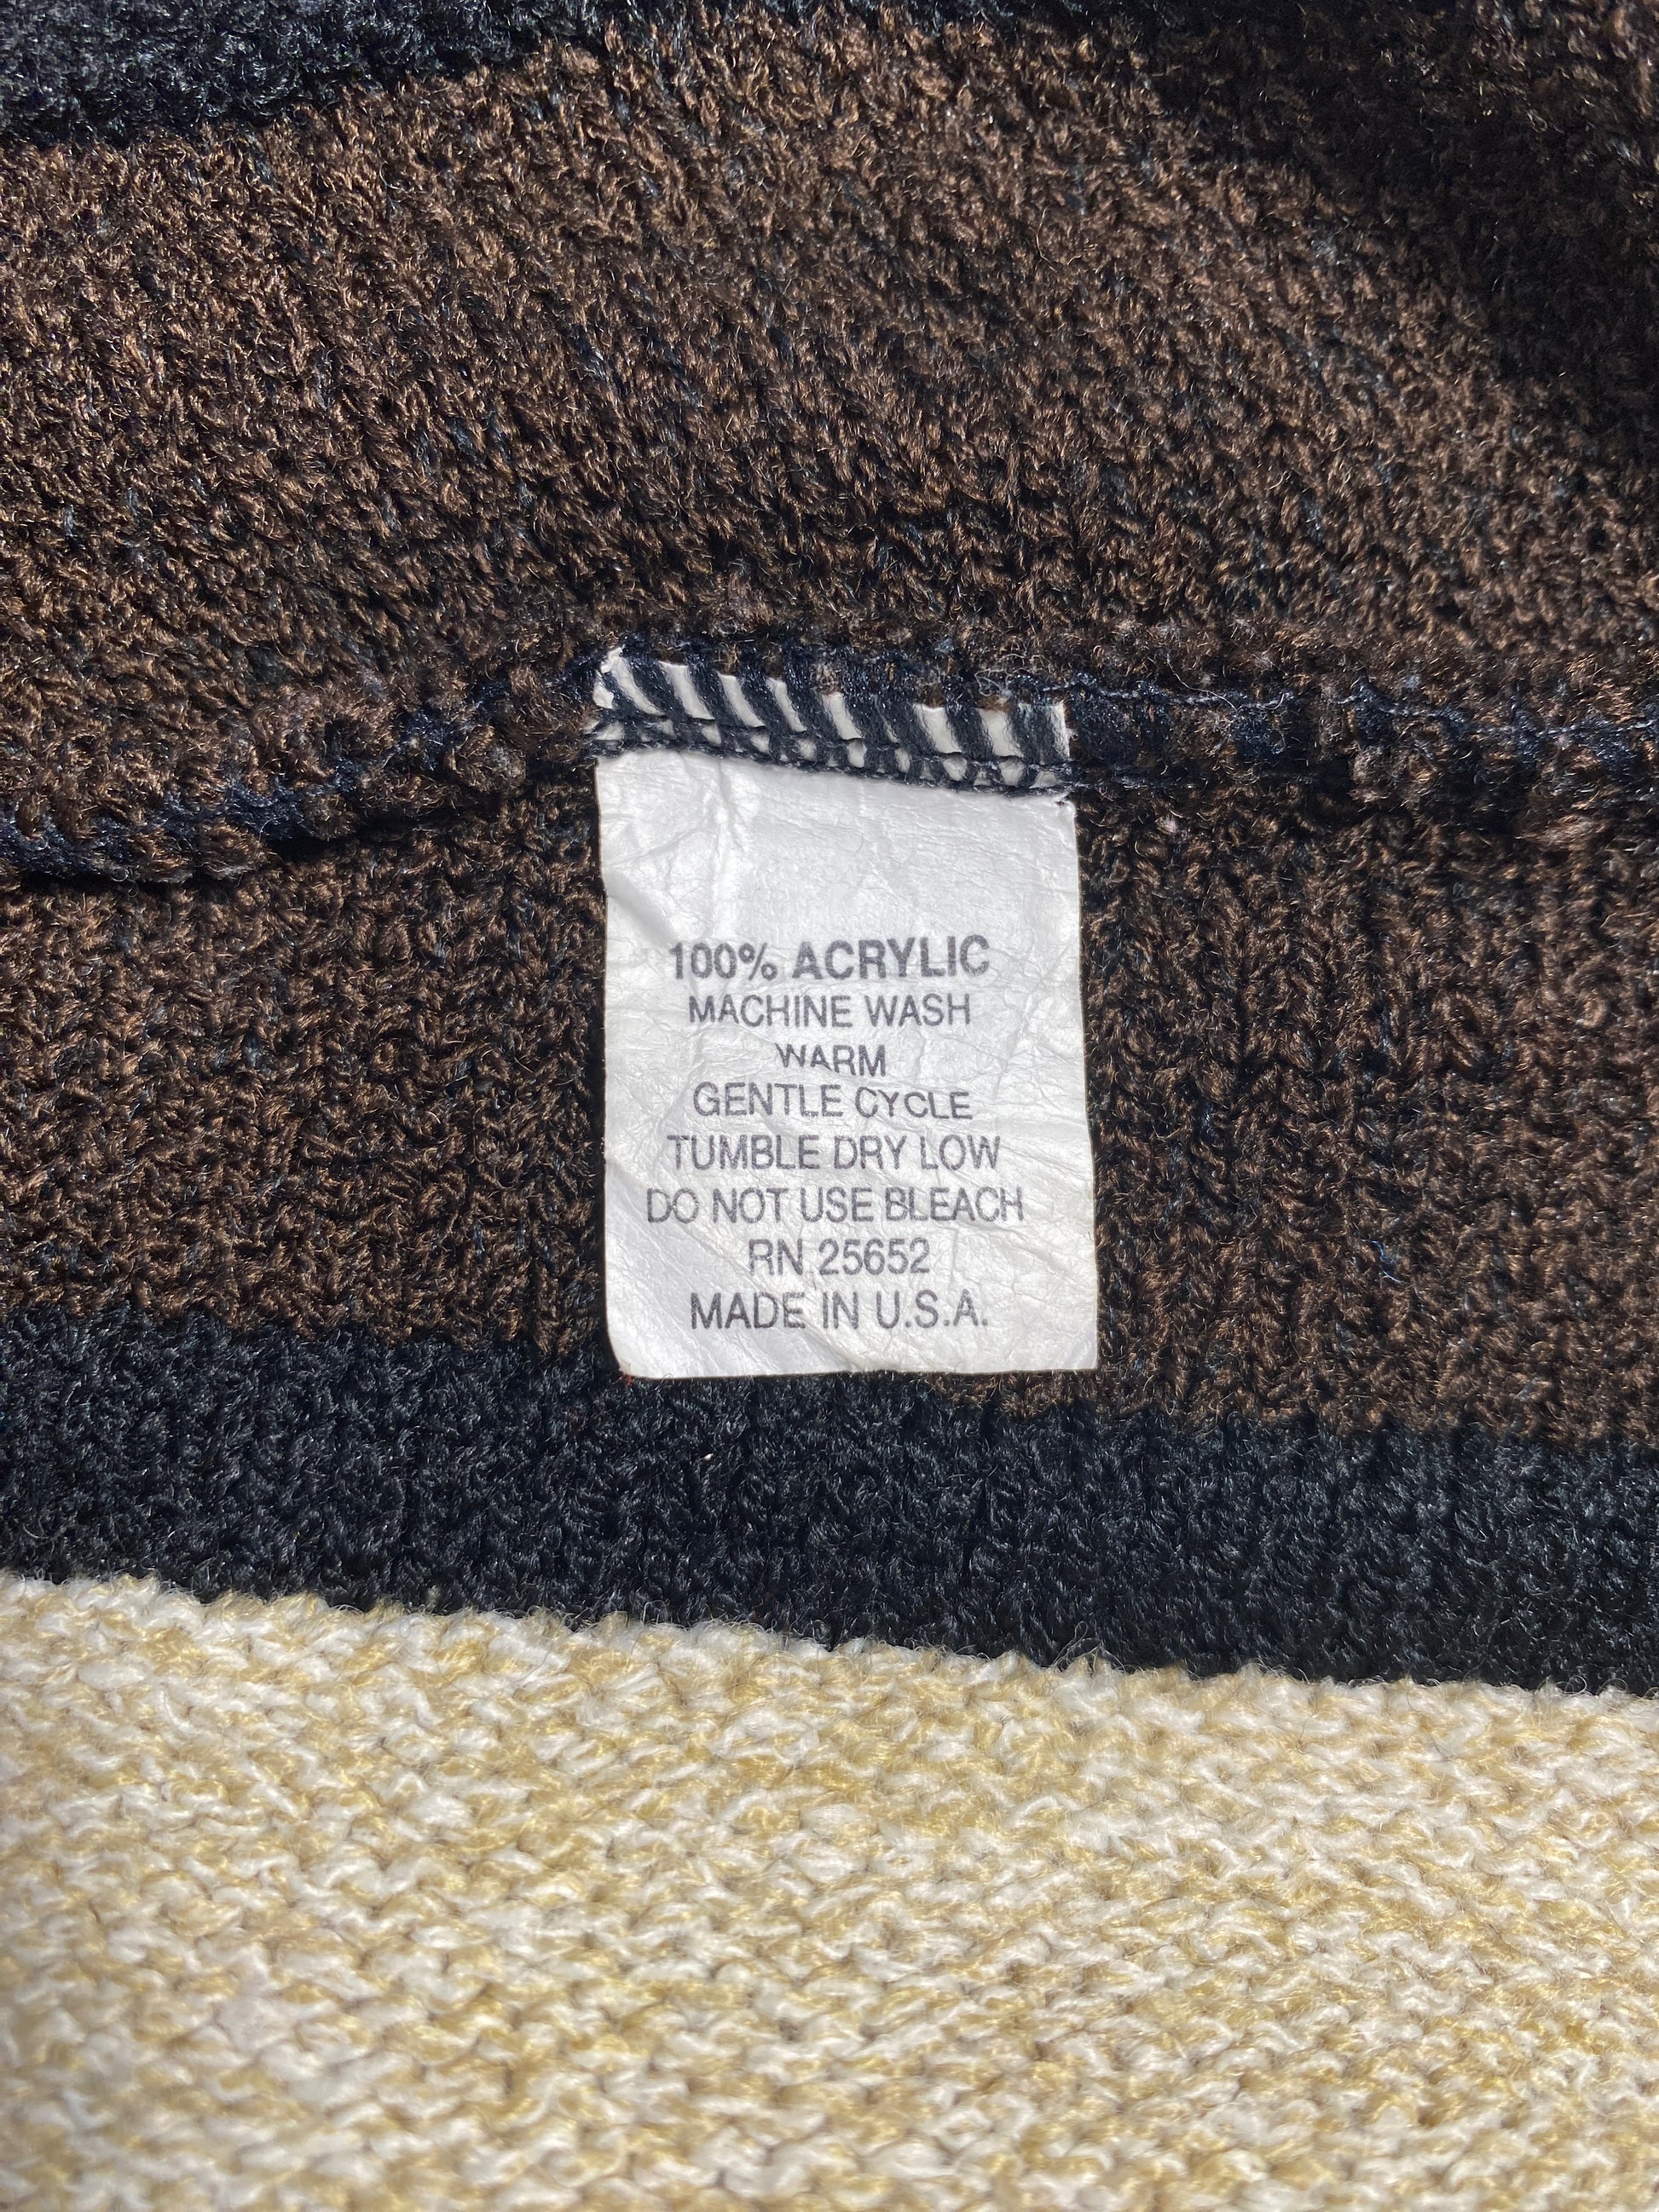 100% ACRYLIC
MACHINE WASH
WARM
GENTLE CYCLE
TUMBLE DRY LOW
DO NOT USE BLEACH
RN 25652
MADE IN U.S.A.